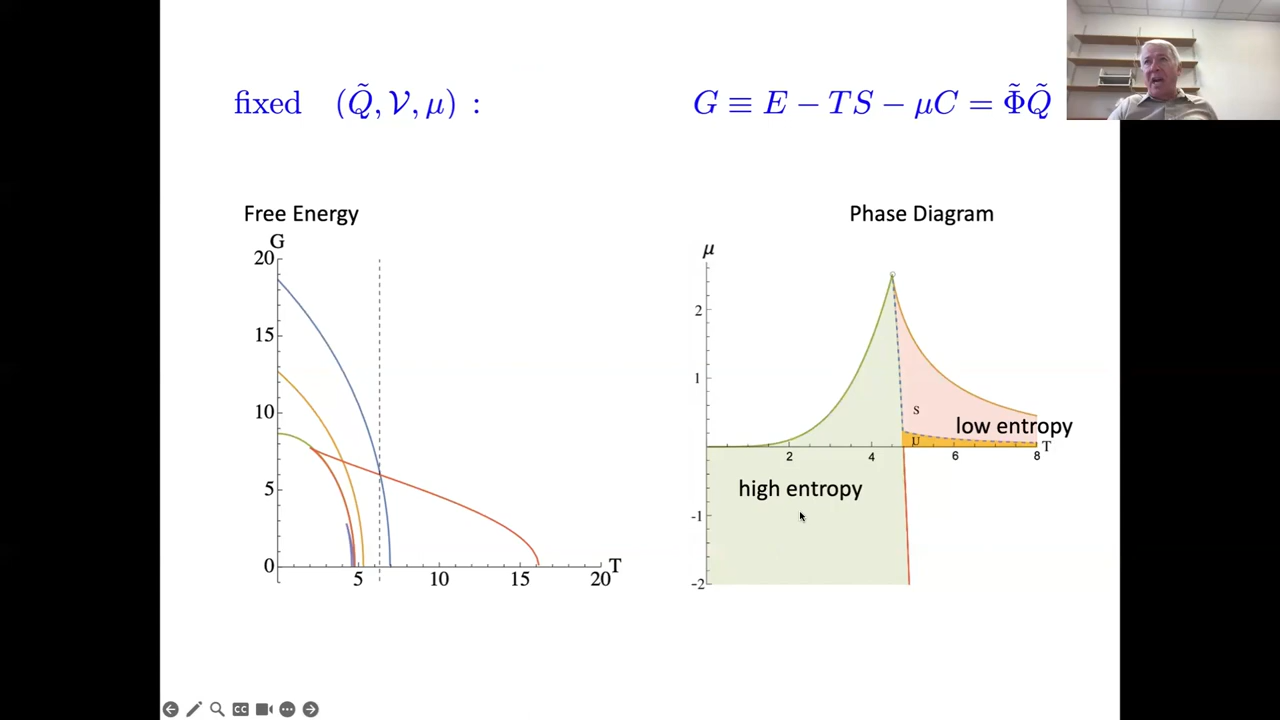 fixed (Q̃, 𝒱, μ) :
G ≡ E − TS − μC = Φ̃Q̃
Free Energy
Phase Diagram
G
20
15
10
5
0
5
10
15
20
T
μ
2
1
-1
-2
2
4
6
8
T
S
U
low entropy
high entropy
CC